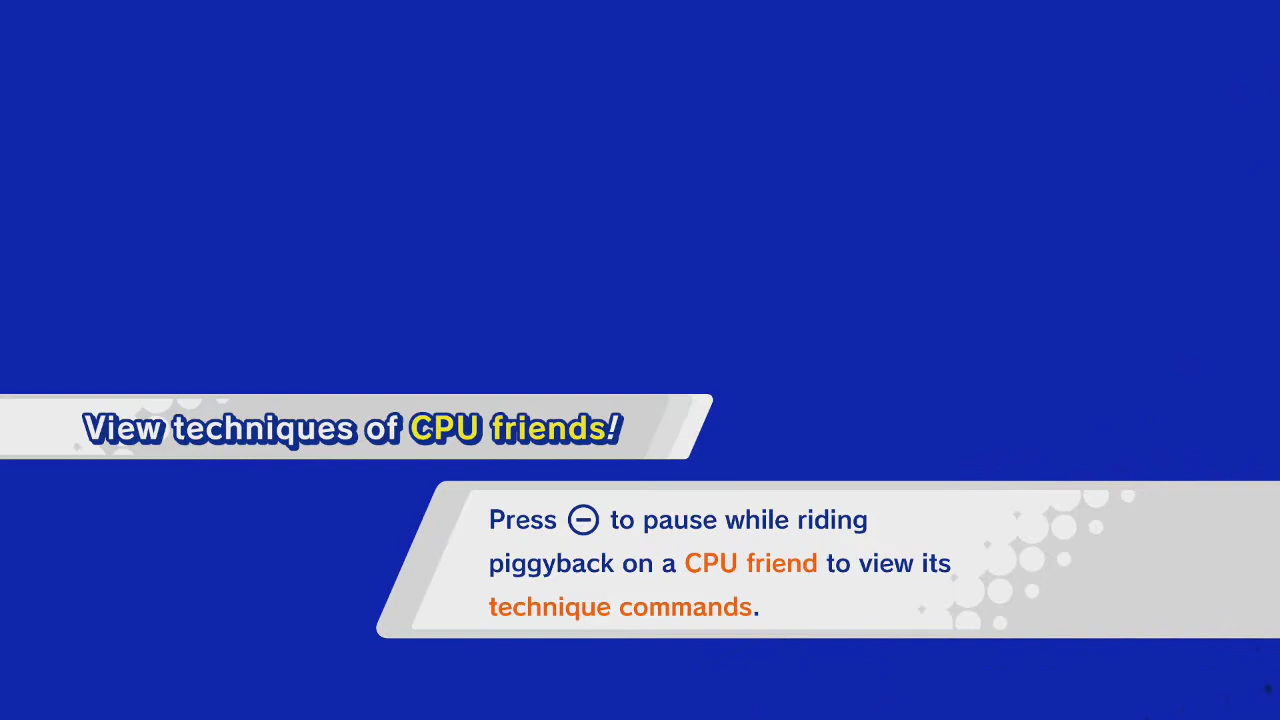 View techniques of CPU friends!
Press ⊖ to pause while riding
piggyback on a CPU friend to view its
technique commands.